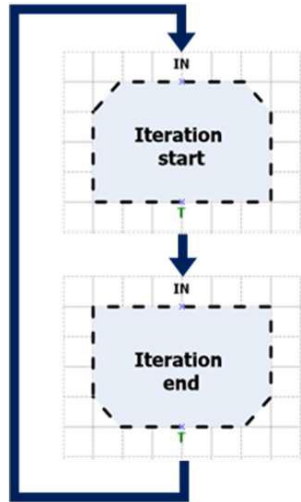 IN
Iteration
start
T
IN
Iteration
end
T